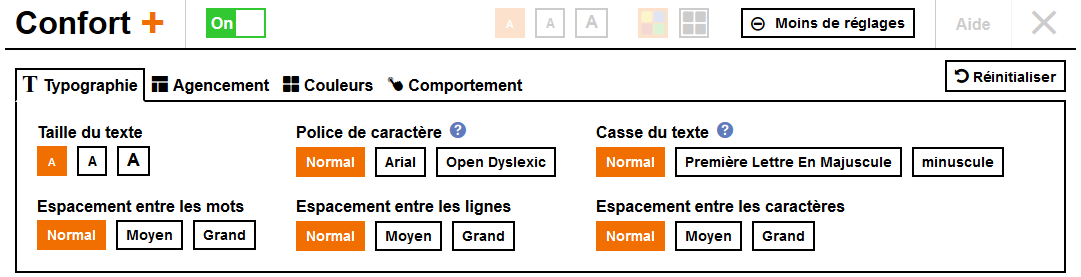 Confort + On A A A Moins de réglages Aide
Réinitialiser
T Typographie Agencement Couleurs Comportement
Taille du texte Police de caractère ? Casse du texte ?
A A A Normal Arial Open Dyslexic Normal Première Lettre En Majuscule minuscule
Espacement entre les mots Espacement entre les lignes Espacement entre les caractères
Normal Moyen Grand Normal Moyen Grand Normal Moyen Grand